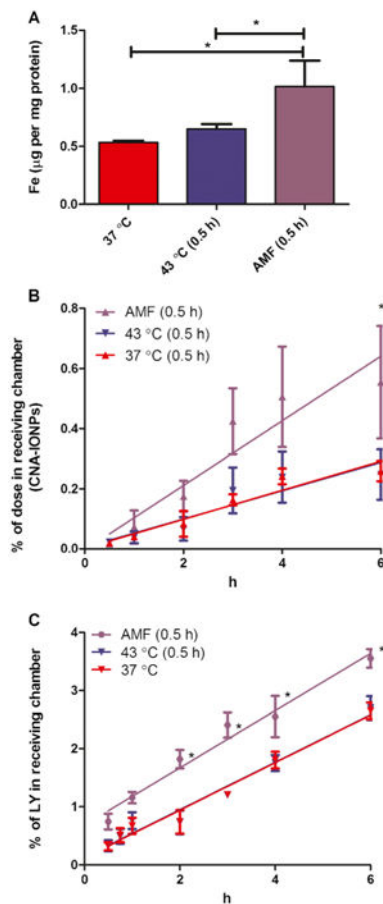 A
* *
Fe (µg per mg protein)
1.5
1.0
0.5
0.0
37 °C
43 °C (0.5 h)
AMF (0.5 h)
B
% of dose in receiving chamber
(CNA-IONPs)
0.8
0.6
0.4
0.2
0.0
AMF (0.5 h)
43 °C (0.5 h)
37 °C (0.5 h)
*
0 2 4 6
h
C
% of LY in receiving chamber
4
3
2
1
0
AMF (0.5 h)
43 °C (0.5 h)
37 °C
* * * *
0 2 4 6
h